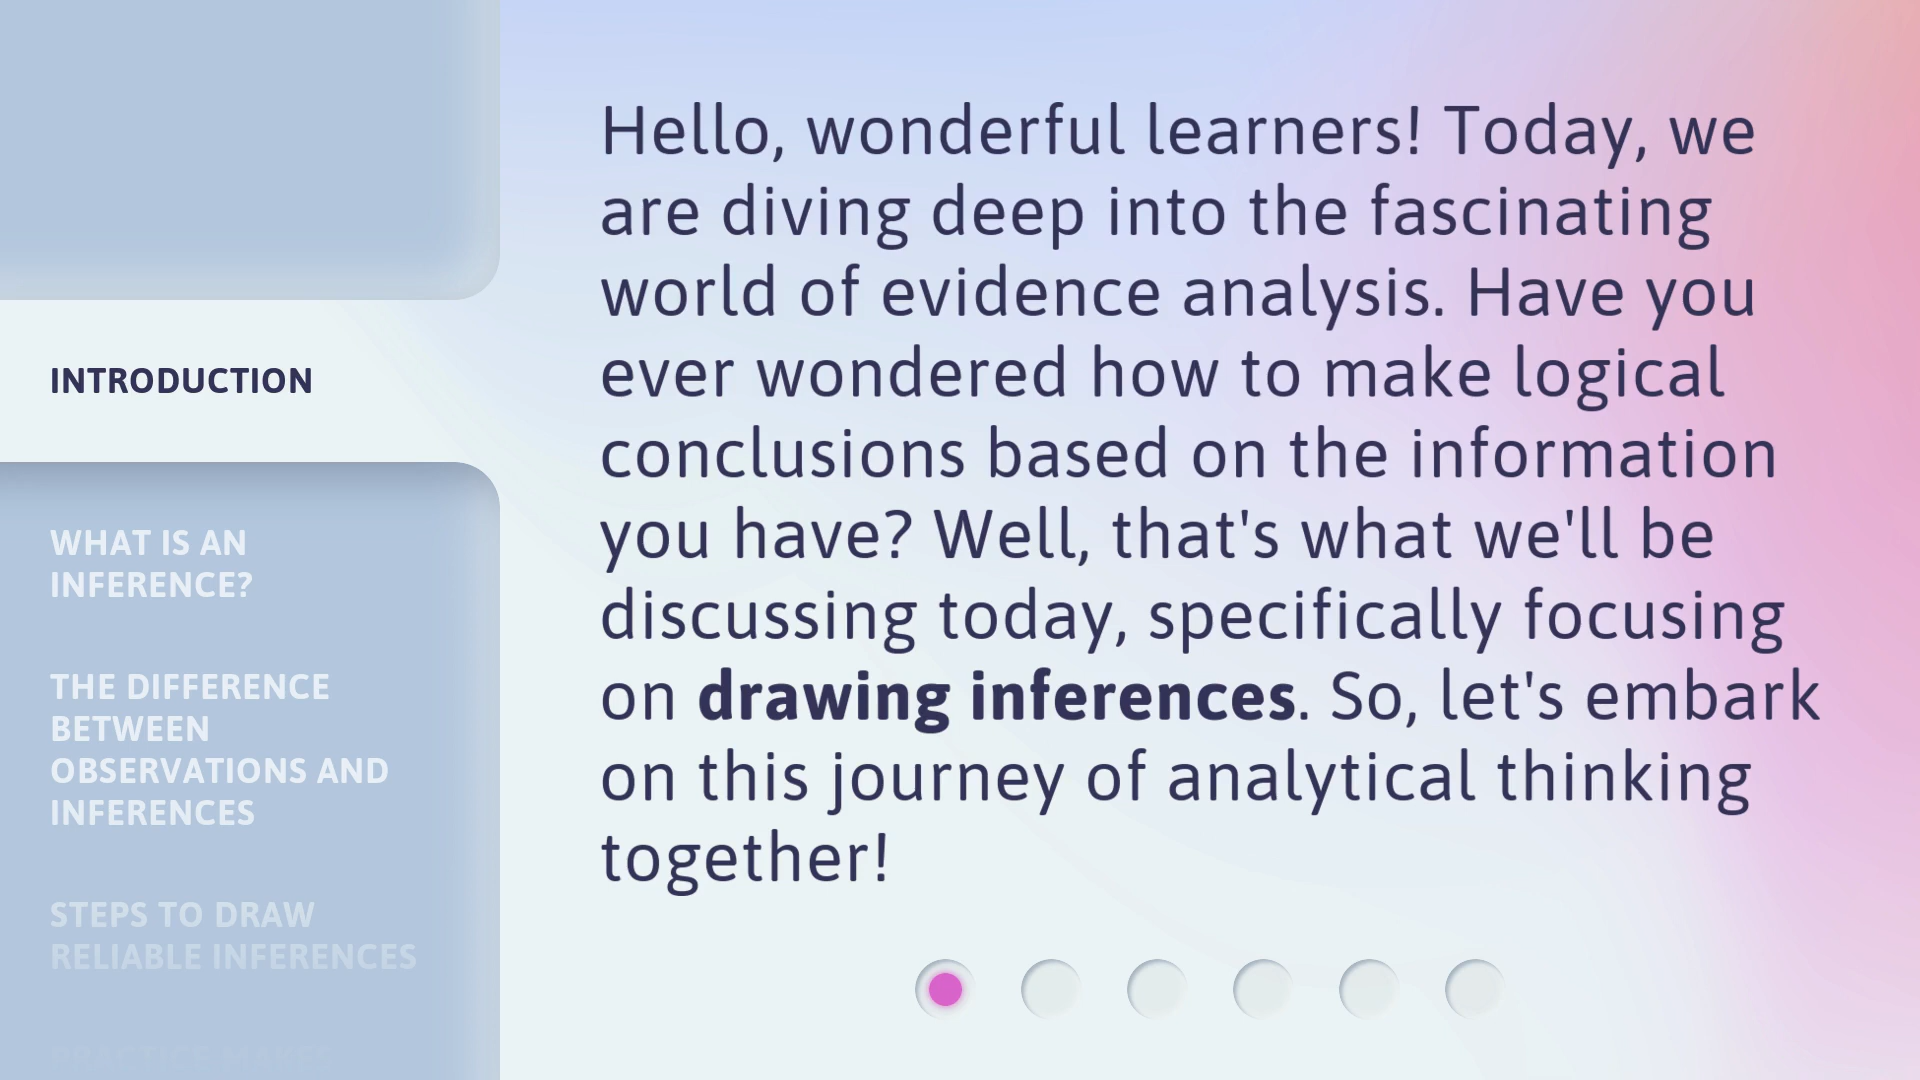 INTRODUCTION
WHAT IS AN
INFERENCE?
THE DIFFERENCE
BETWEEN
OBSERVATIONS AND
INFERENCES
STEPS TO DRAW
RELIABLE INFERENCES
PRACTICE MAKES
Hello, wonderful learners! Today, we
are diving deep into the fascinating
world of evidence analysis. Have you
ever wondered how to make logical
conclusions based on the information
you have? Well, that's what we'll be
discussing today, specifically focusing
on drawing inferences. So, let's embark
on this journey of analytical thinking
together!